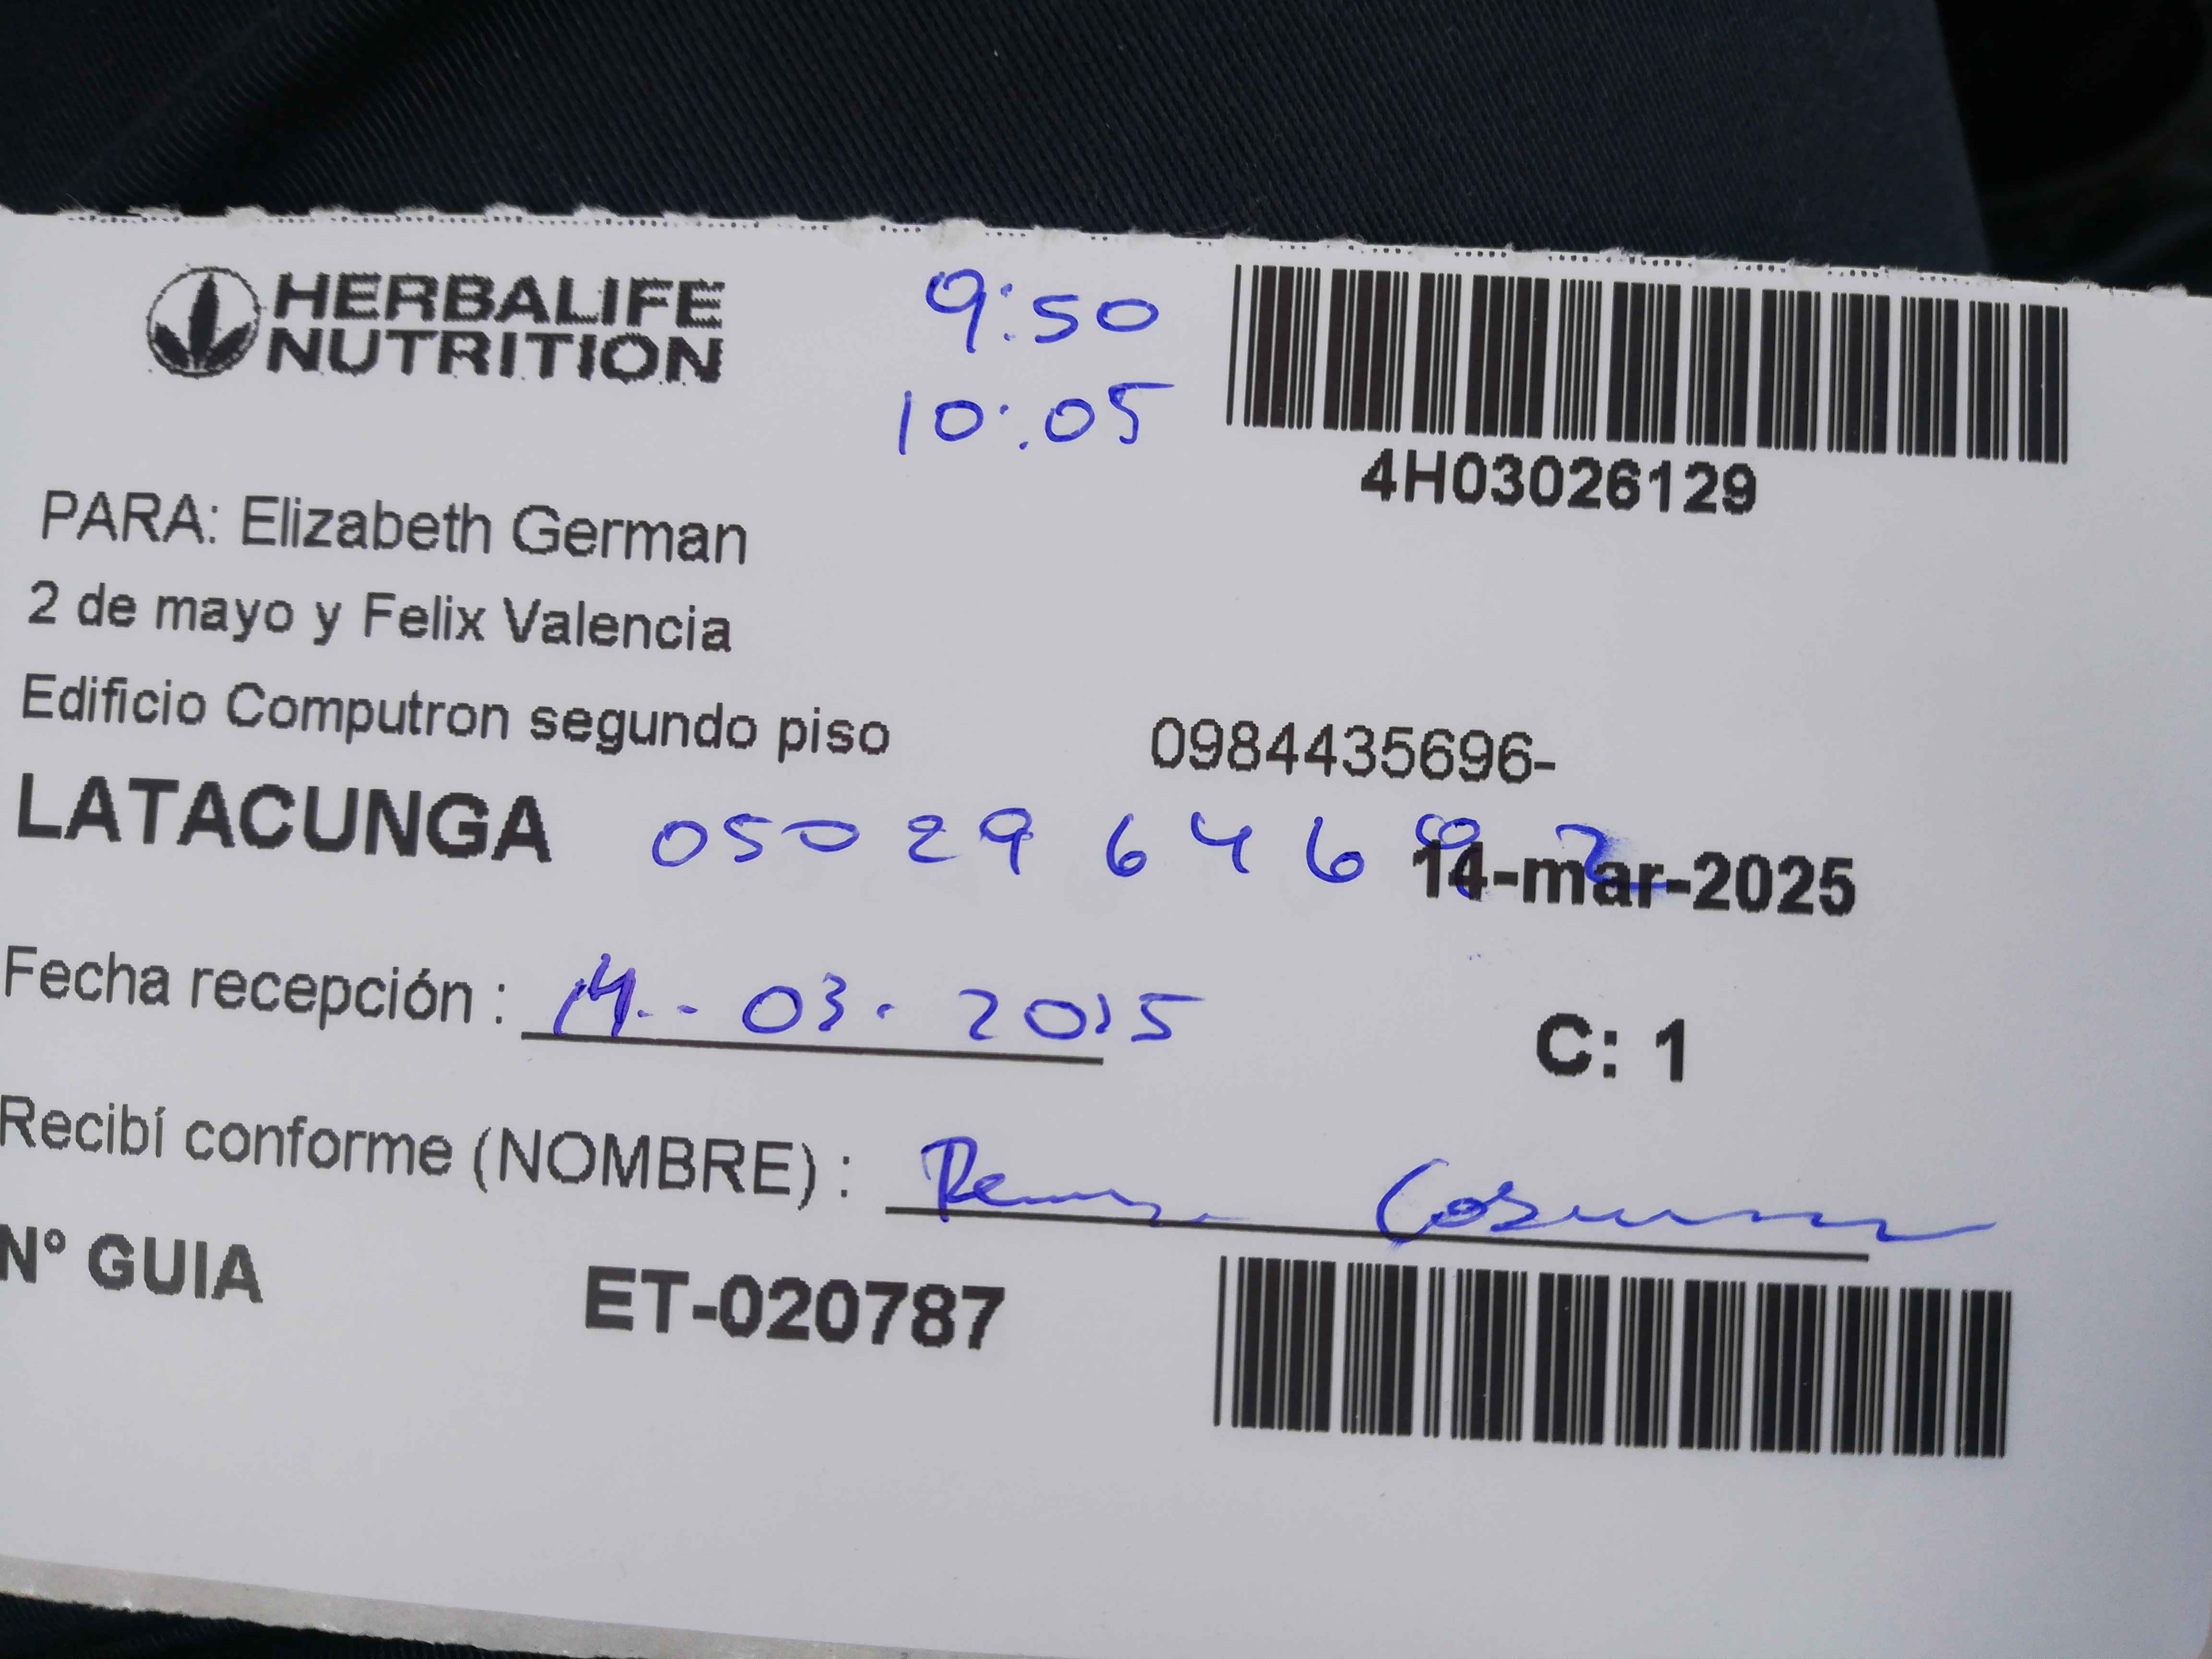 HERBALIFE
NUTRITION
9:50
10:05
4H03026129
PARA: Elizabeth German
2 de mayo y Felix Valencia
Edificio Computron segundo piso 0984435696-
LATACUNGA 0502964692 14-mar-2025
Fecha recepción : 14-03-2015
C: 1
Recibí conforme (NOMBRE) :
N° GUIA ET-020787